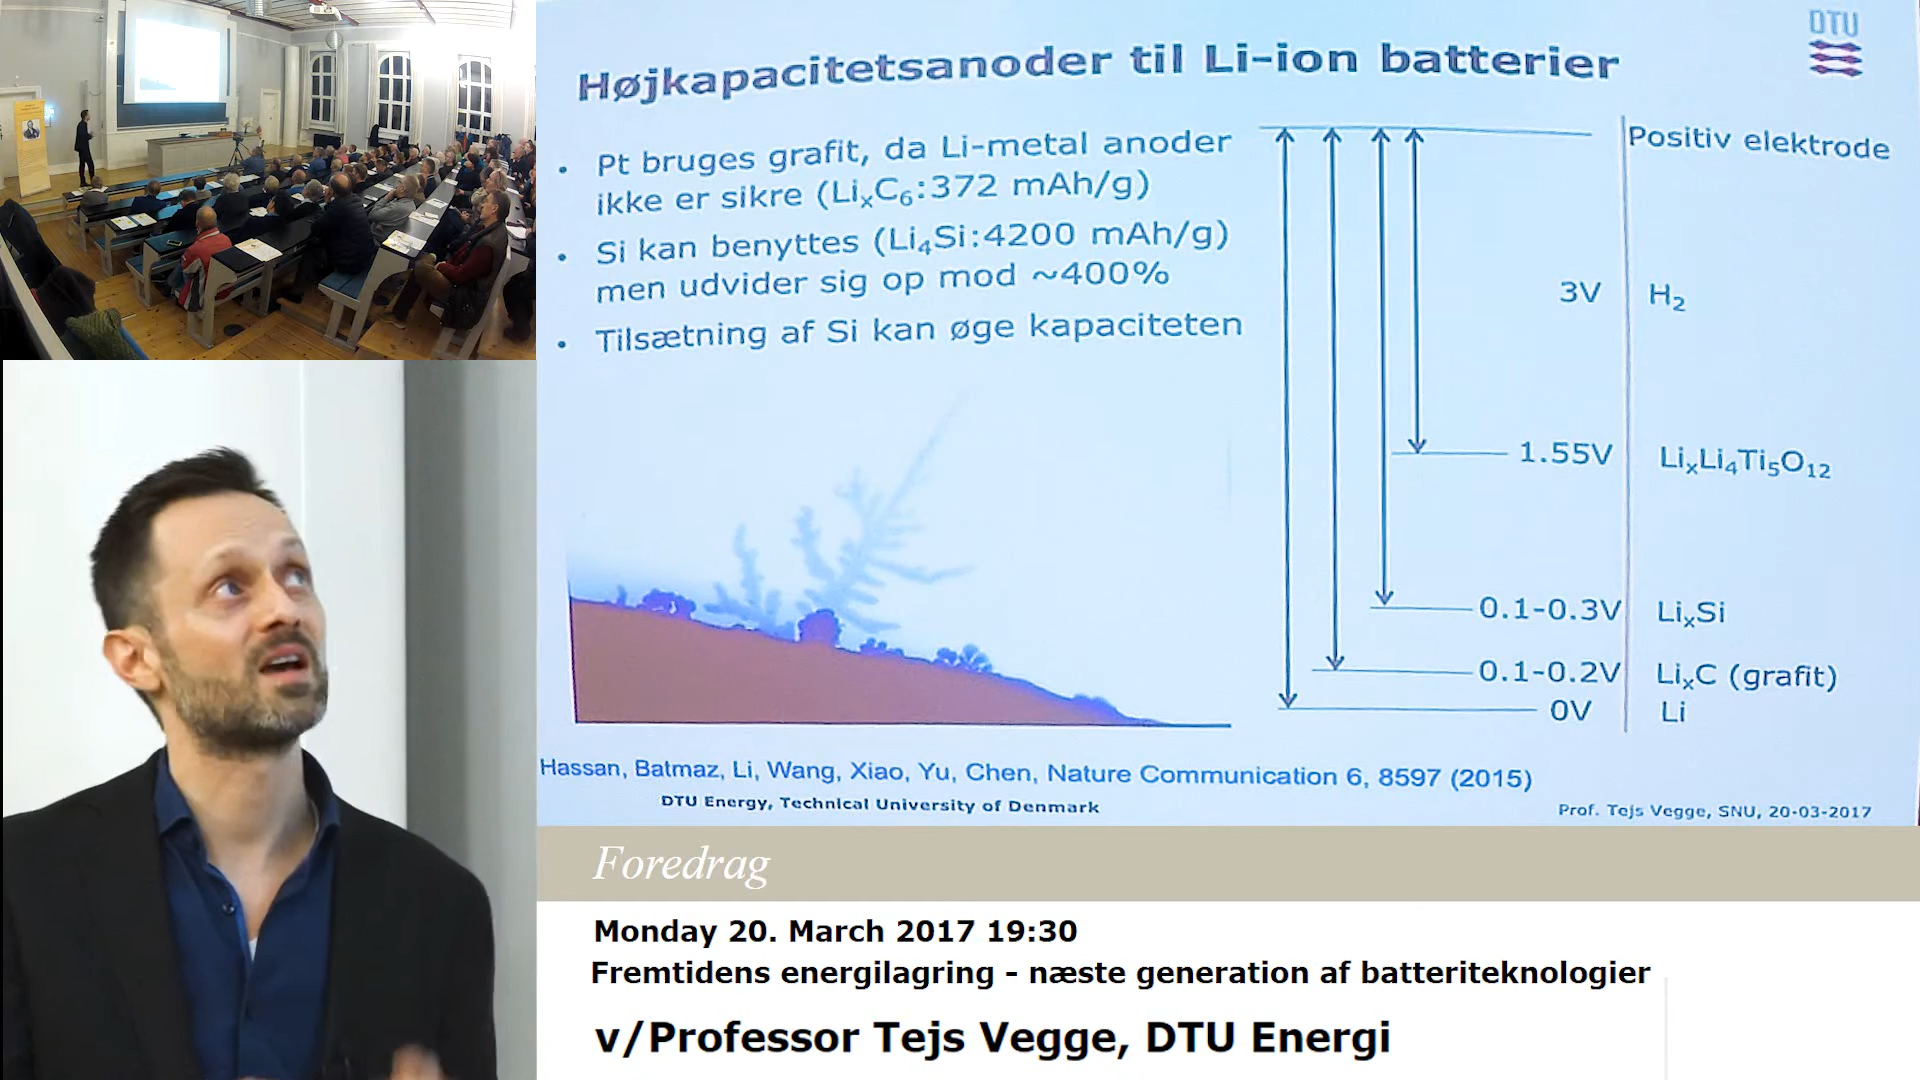 DTU
Højkapacitetsanoder til Li-ion batterier
• Pt bruges grafit, da Li-metal anoder
ikke er sikre (LiₓC₆:372 mAh/g)
• Si kan benyttes (Li₄Si:4200 mAh/g)
men udvider sig op mod ~400%
• Tilsætning af Si kan øge kapaciteten
Positiv elektrode
3V H₂
1.55V LiₓLi₄Ti₅O₁₂
0.1-0.3V LiₓSi
0.1-0.2V LiₓC (grafit)
0V Li
Hassan, Batmaz, Li, Wang, Xiao, Yu, Chen, Nature Communication 6, 8597 (2015)
DTU Energy, Technical University of Denmark
Prof. Tejs Vegge, SNU, 20-03-2017
Foredrag
Monday 20. March 2017 19:30
Fremtidens energilagring - næste generation af batteriteknologier
v/Professor Tejs Vegge, DTU Energi